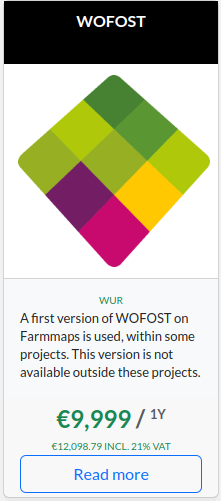 WOFOST
WUR
A first version of WOFOST on
Farmmaps is used, within some
projects. This version is not
available outside these projects.
€9,999 / 1Y
€12,098.79 INCL. 21% VAT
Read more